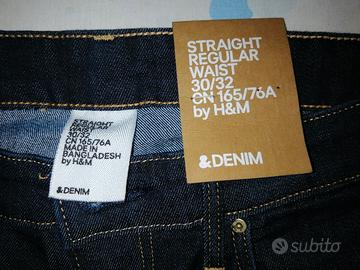 STRAIGHT
REGULAR
WAIST
30/32
CN 165/76A
by H&M
&DENIM
STRAIGHT
REGULAR
WAIST
30/32
CN 165/76A
MADE IN
BANGLADESH
by H&M
&DENIM
subito